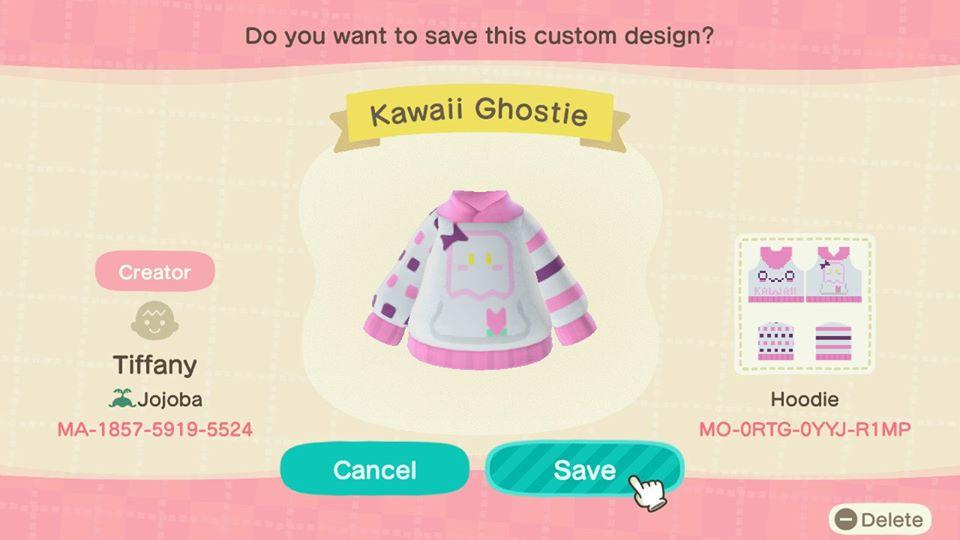 Do you want to save this custom design?
Kawaii Ghostie
Creator
Tiffany
Jojoba
MA-1857-5919-5524
KAWAII
Hoodie
MO-0RTG-0YYJ-R1MP
Cancel
Save
Delete